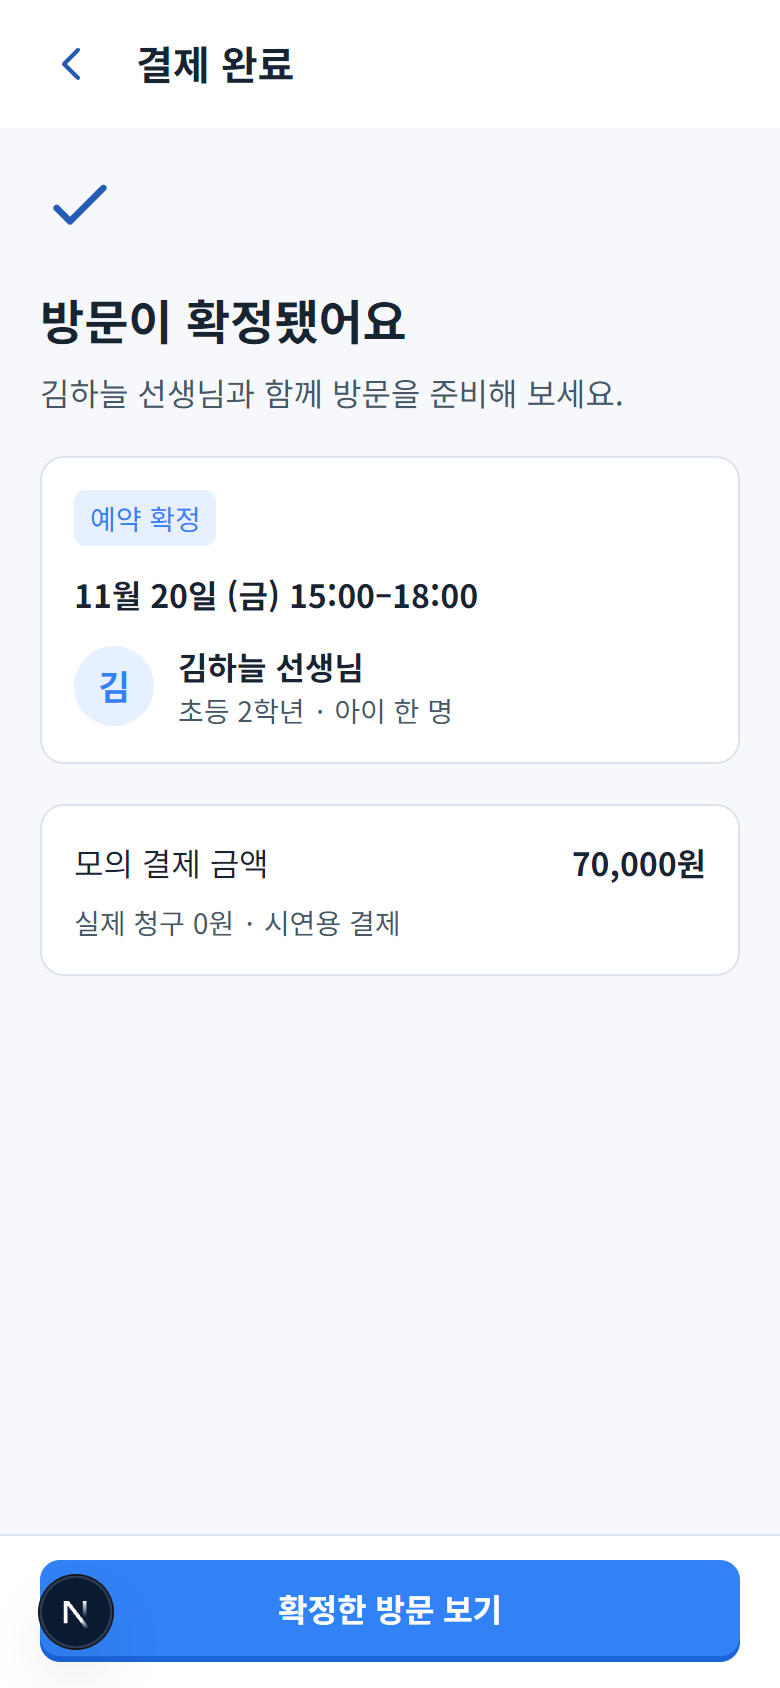 결제 완료
방문이 확정됐어요
김하늘 선생님과 함께 방문을 준비해 보세요.
예약 확정
11월 20일 (금) 15:00–18:00
김
김하늘 선생님
초등 2학년 · 아이 한 명
모의 결제 금액 70,000원
실제 청구 0원 · 시연용 결제
확정한 방문 보기
N